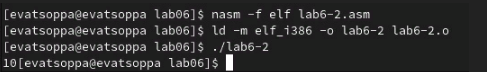 [evatsoppa@evatsoppa lab06]$ nasm -f elf lab6-2.asm
[evatsoppa@evatsoppa lab06]$ ld -m elf_i386 -o lab6-2 lab6-2.o
[evatsoppa@evatsoppa lab06]$ ./lab6-2
10[evatsoppa@evatsoppa lab06]$